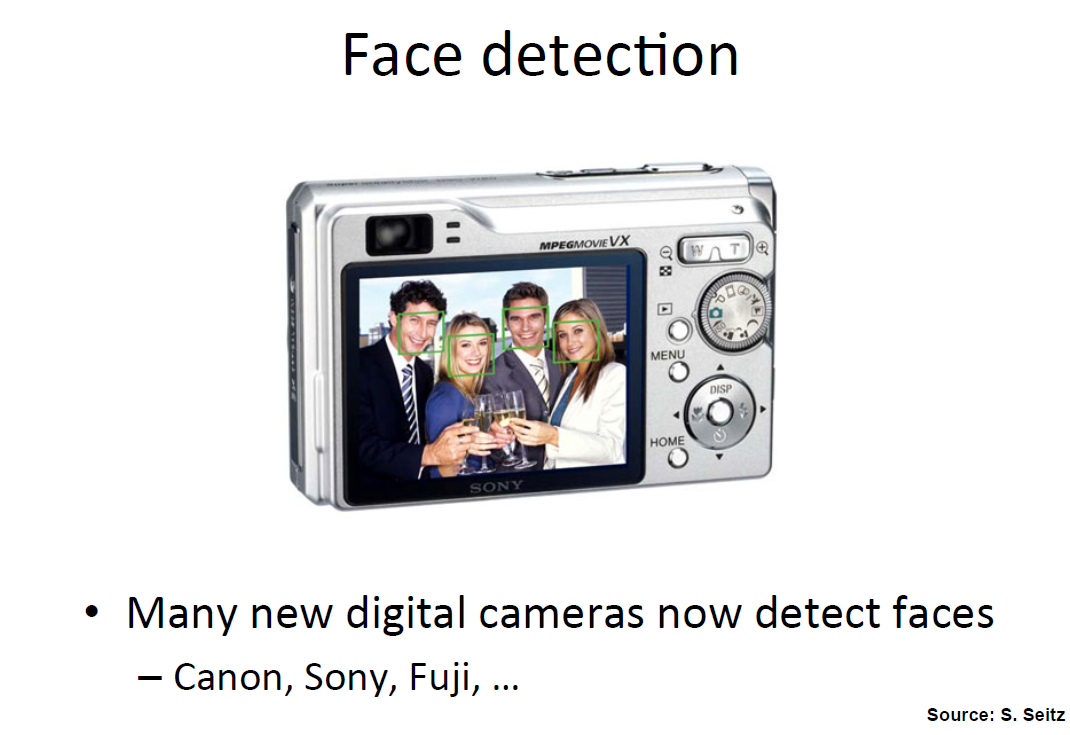 Face detection
MPEGMOVIE VX
W T
MENU
DISP
HOME
SONY
• Many new digital cameras now detect faces
– Canon, Sony, Fuji, ...
Source: S. Seitz